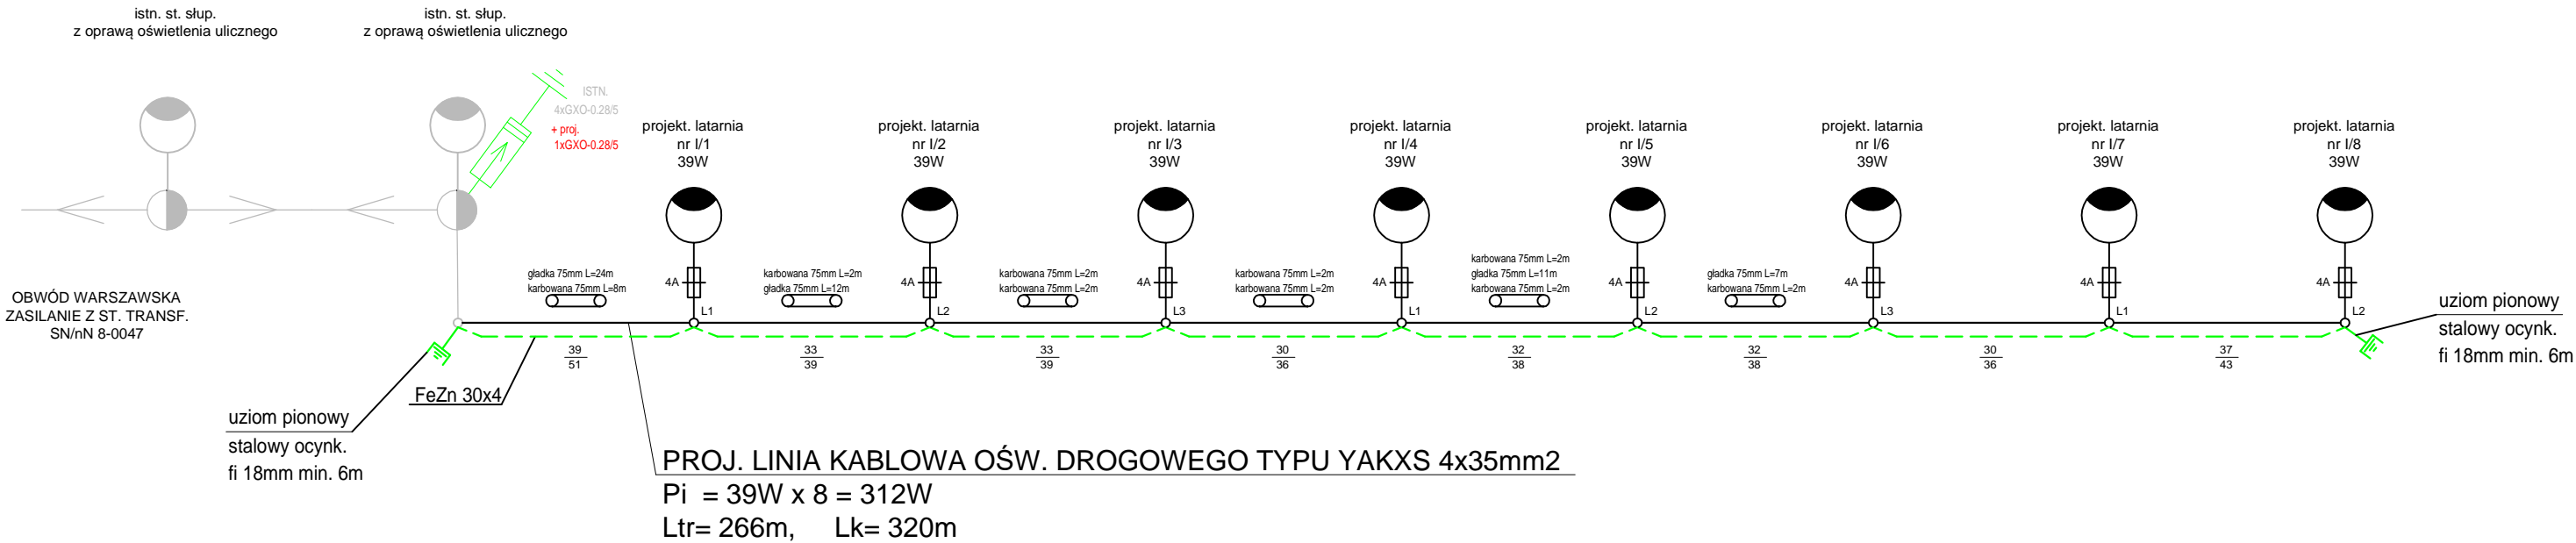 istn. st. słup.
z oprawą oświetlenia ulicznego
istn. st. słup.
z oprawą oświetlenia ulicznego
ISTN.
4xGXO-0.28/5
+ proj.
1xGXO-0.28/5
projekt. latarnia
nr I/1
39W
projekt. latarnia
nr I/2
39W
projekt. latarnia
nr I/3
39W
projekt. latarnia
nr I/4
39W
projekt. latarnia
nr I/5
39W
projekt. latarnia
nr I/6
39W
projekt. latarnia
nr I/7
39W
projekt. latarnia
nr I/8
39W
gładka 75mm L=24m
karbowana 75mm L=8m
4A
L1
karbowana 75mm L=2m
gładka 75mm L=12m
4A
L2
karbowana 75mm L=2m
karbowana 75mm L=2m
4A
L3
karbowana 75mm L=2m
karbowana 75mm L=2m
4A
L1
karbowana 75mm L=2m
gładka 75mm L=11m
karbowana 75mm L=2m
4A
L2
gładka 75mm L=7m
karbowana 75mm L=2m
4A
L3
4A
L1
4A
L2
OBWÓD WARSZAWSKA
ZASILANIE Z ST. TRANSF.
SN/nN 8-0047
uziom pionowy
stalowy ocynk.
fi 18mm min. 6m
39
51
33
39
33
39
30
36
32
38
32
38
30
36
37
43
FeZn 30x4
uziom pionowy
stalowy ocynk.
fi 18mm min. 6m
PROJ. LINIA KABLOWA OŚW. DROGOWEGO TYPU YAKXS 4x35mm2
Pi = 39W x 8 = 312W
Ltr= 266m, Lk= 320m